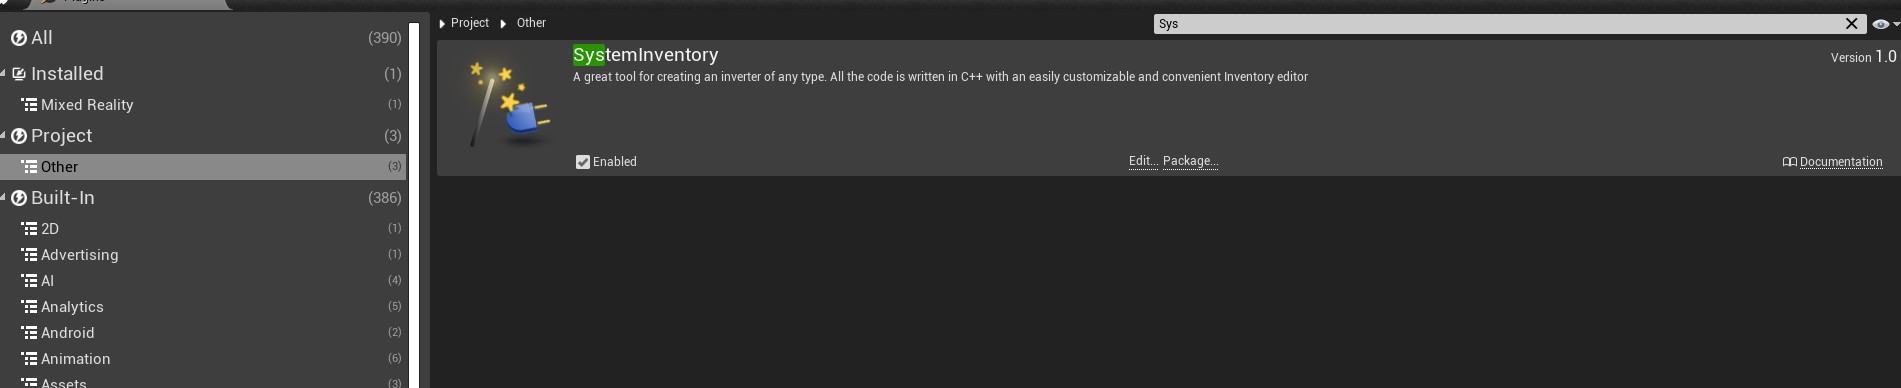 Project Other
Sys
All (390)
Installed (1)
Mixed Reality (1)
Project (3)
Other (3)
Built-In (386)
2D (1)
Advertising (1)
AI (4)
Analytics (5)
Android (2)
Animation (6)
Assets (3)
SystemInventory
Version 1.0
A great tool for creating an inverter of any type. All the code is written in C++ with an easily customizable and convenient Inventory editor
Enabled
Edit... Package...
Documentation